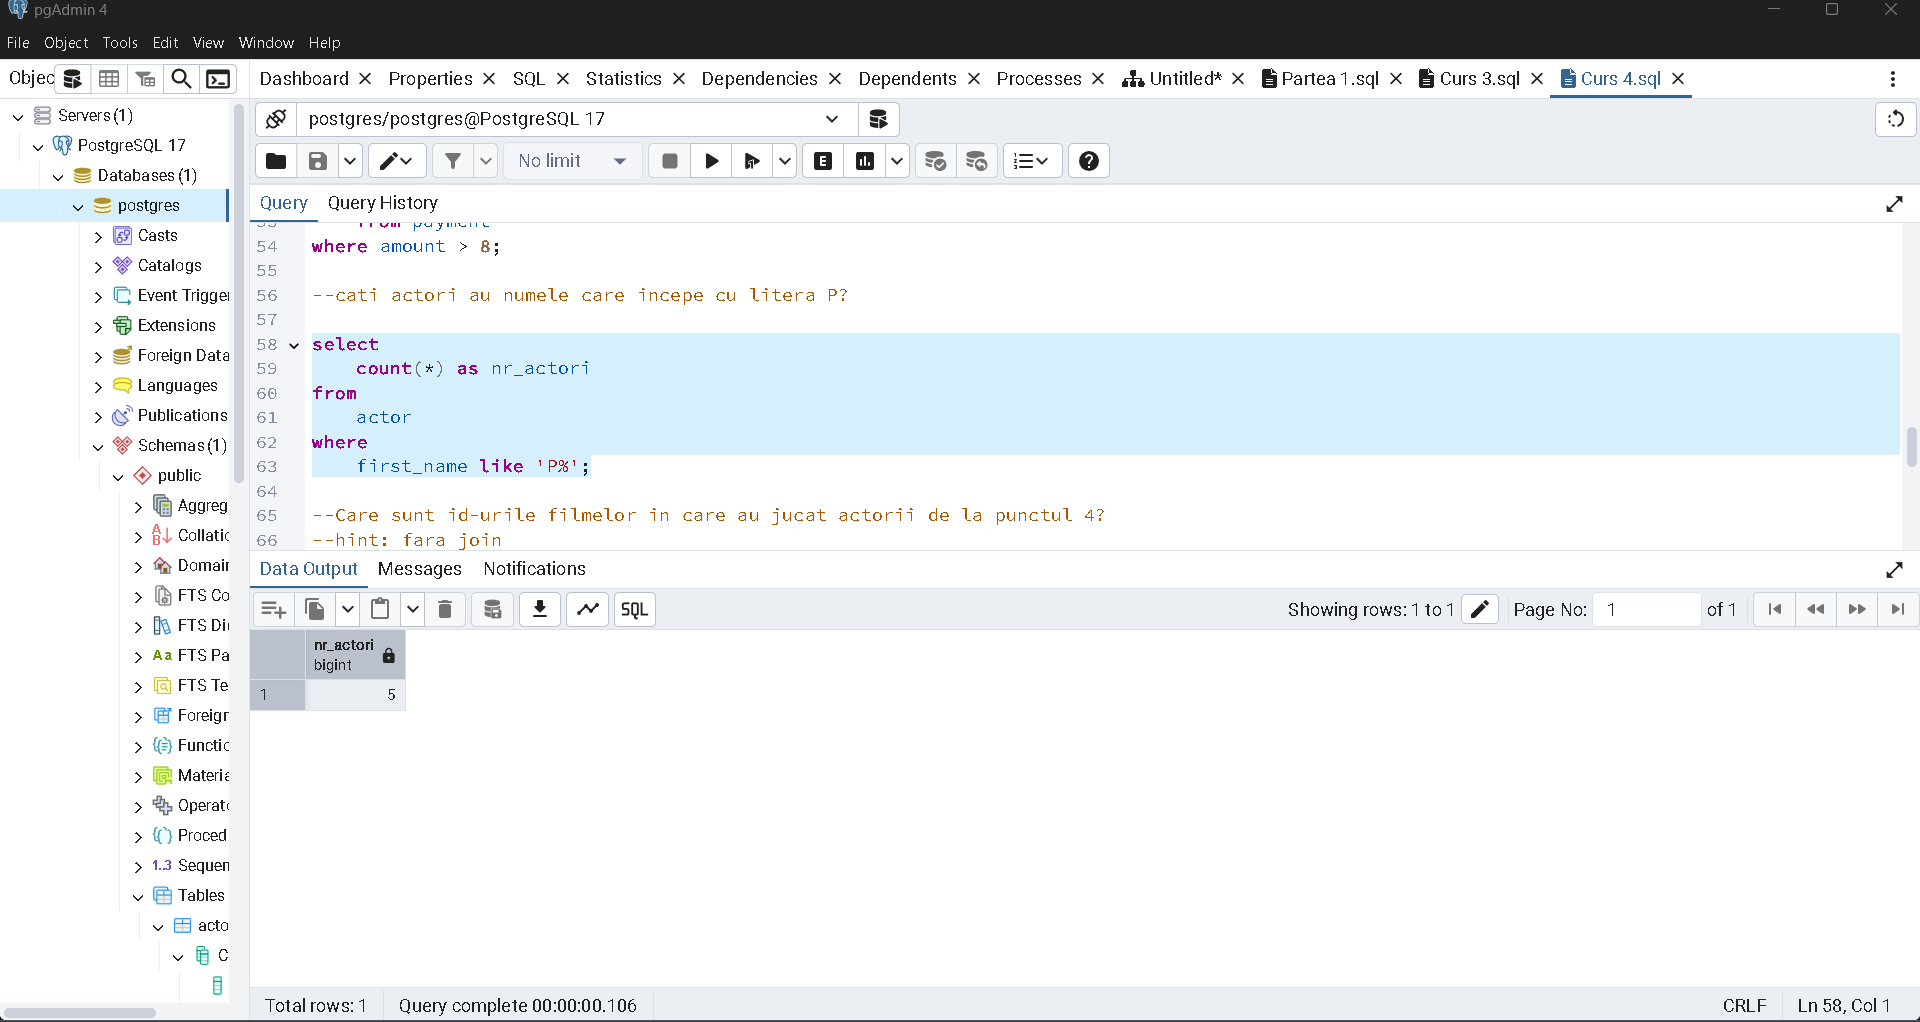 pgAdmin 4
File Object Tools Edit View Window Help
Objec
Dashboard Properties SQL Statistics Dependencies Dependents Processes Untitled* Partea 1.sql Curs 3.sql Curs 4.sql
Servers (1)
PostgreSQL 17
Databases (1)
postgres
Casts
Catalogs
Event Trigge
Extensions
Foreign Data
Languages
Publications
Schemas (1)
public
Aggreg
Collatic
Domair
FTS Co
FTS Di
Aa FTS Pa
FTS Te
Foreigr
Functic
Materia
Operato
Proced
1..3 Sequen
Tables
acto
C
postgres/postgres@PostgreSQL 17
No limit
E
Query Query History
53 from payment
54 where amount > 8;
55
56 --cati actori au numele care incepe cu litera P?
57
58 select
59 count(*) as nr_actori
60 from
61 actor
62 where
63 first_name like 'P%';
64
65 --Care sunt id-urile filmelor in care au jucat actorii de la punctul 4?
66 --hint: fara join
Data Output Messages Notifications
SQL Showing rows: 1 to 1 Page No: 1 of 1
nr_actori
bigint
1 5
Total rows: 1 Query complete 00:00:00.106 CRLF Ln 58, Col 1